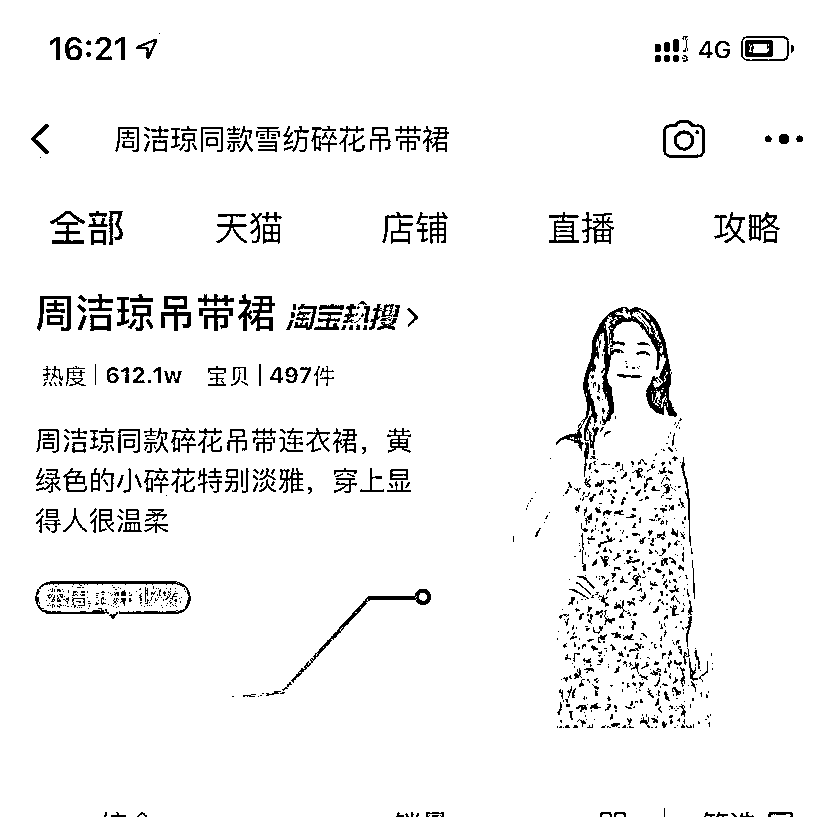 16:21 4G
周洁琼同款雪纺碎花吊带裙
全部 天猫 店铺 直播 攻略
周洁琼吊带裙 淘宝热搜
热度 | 612.1w 宝贝 | 497件
周洁琼同款碎花吊带连衣裙，黄
绿色的小碎花特别淡雅，穿上显
得人很温柔